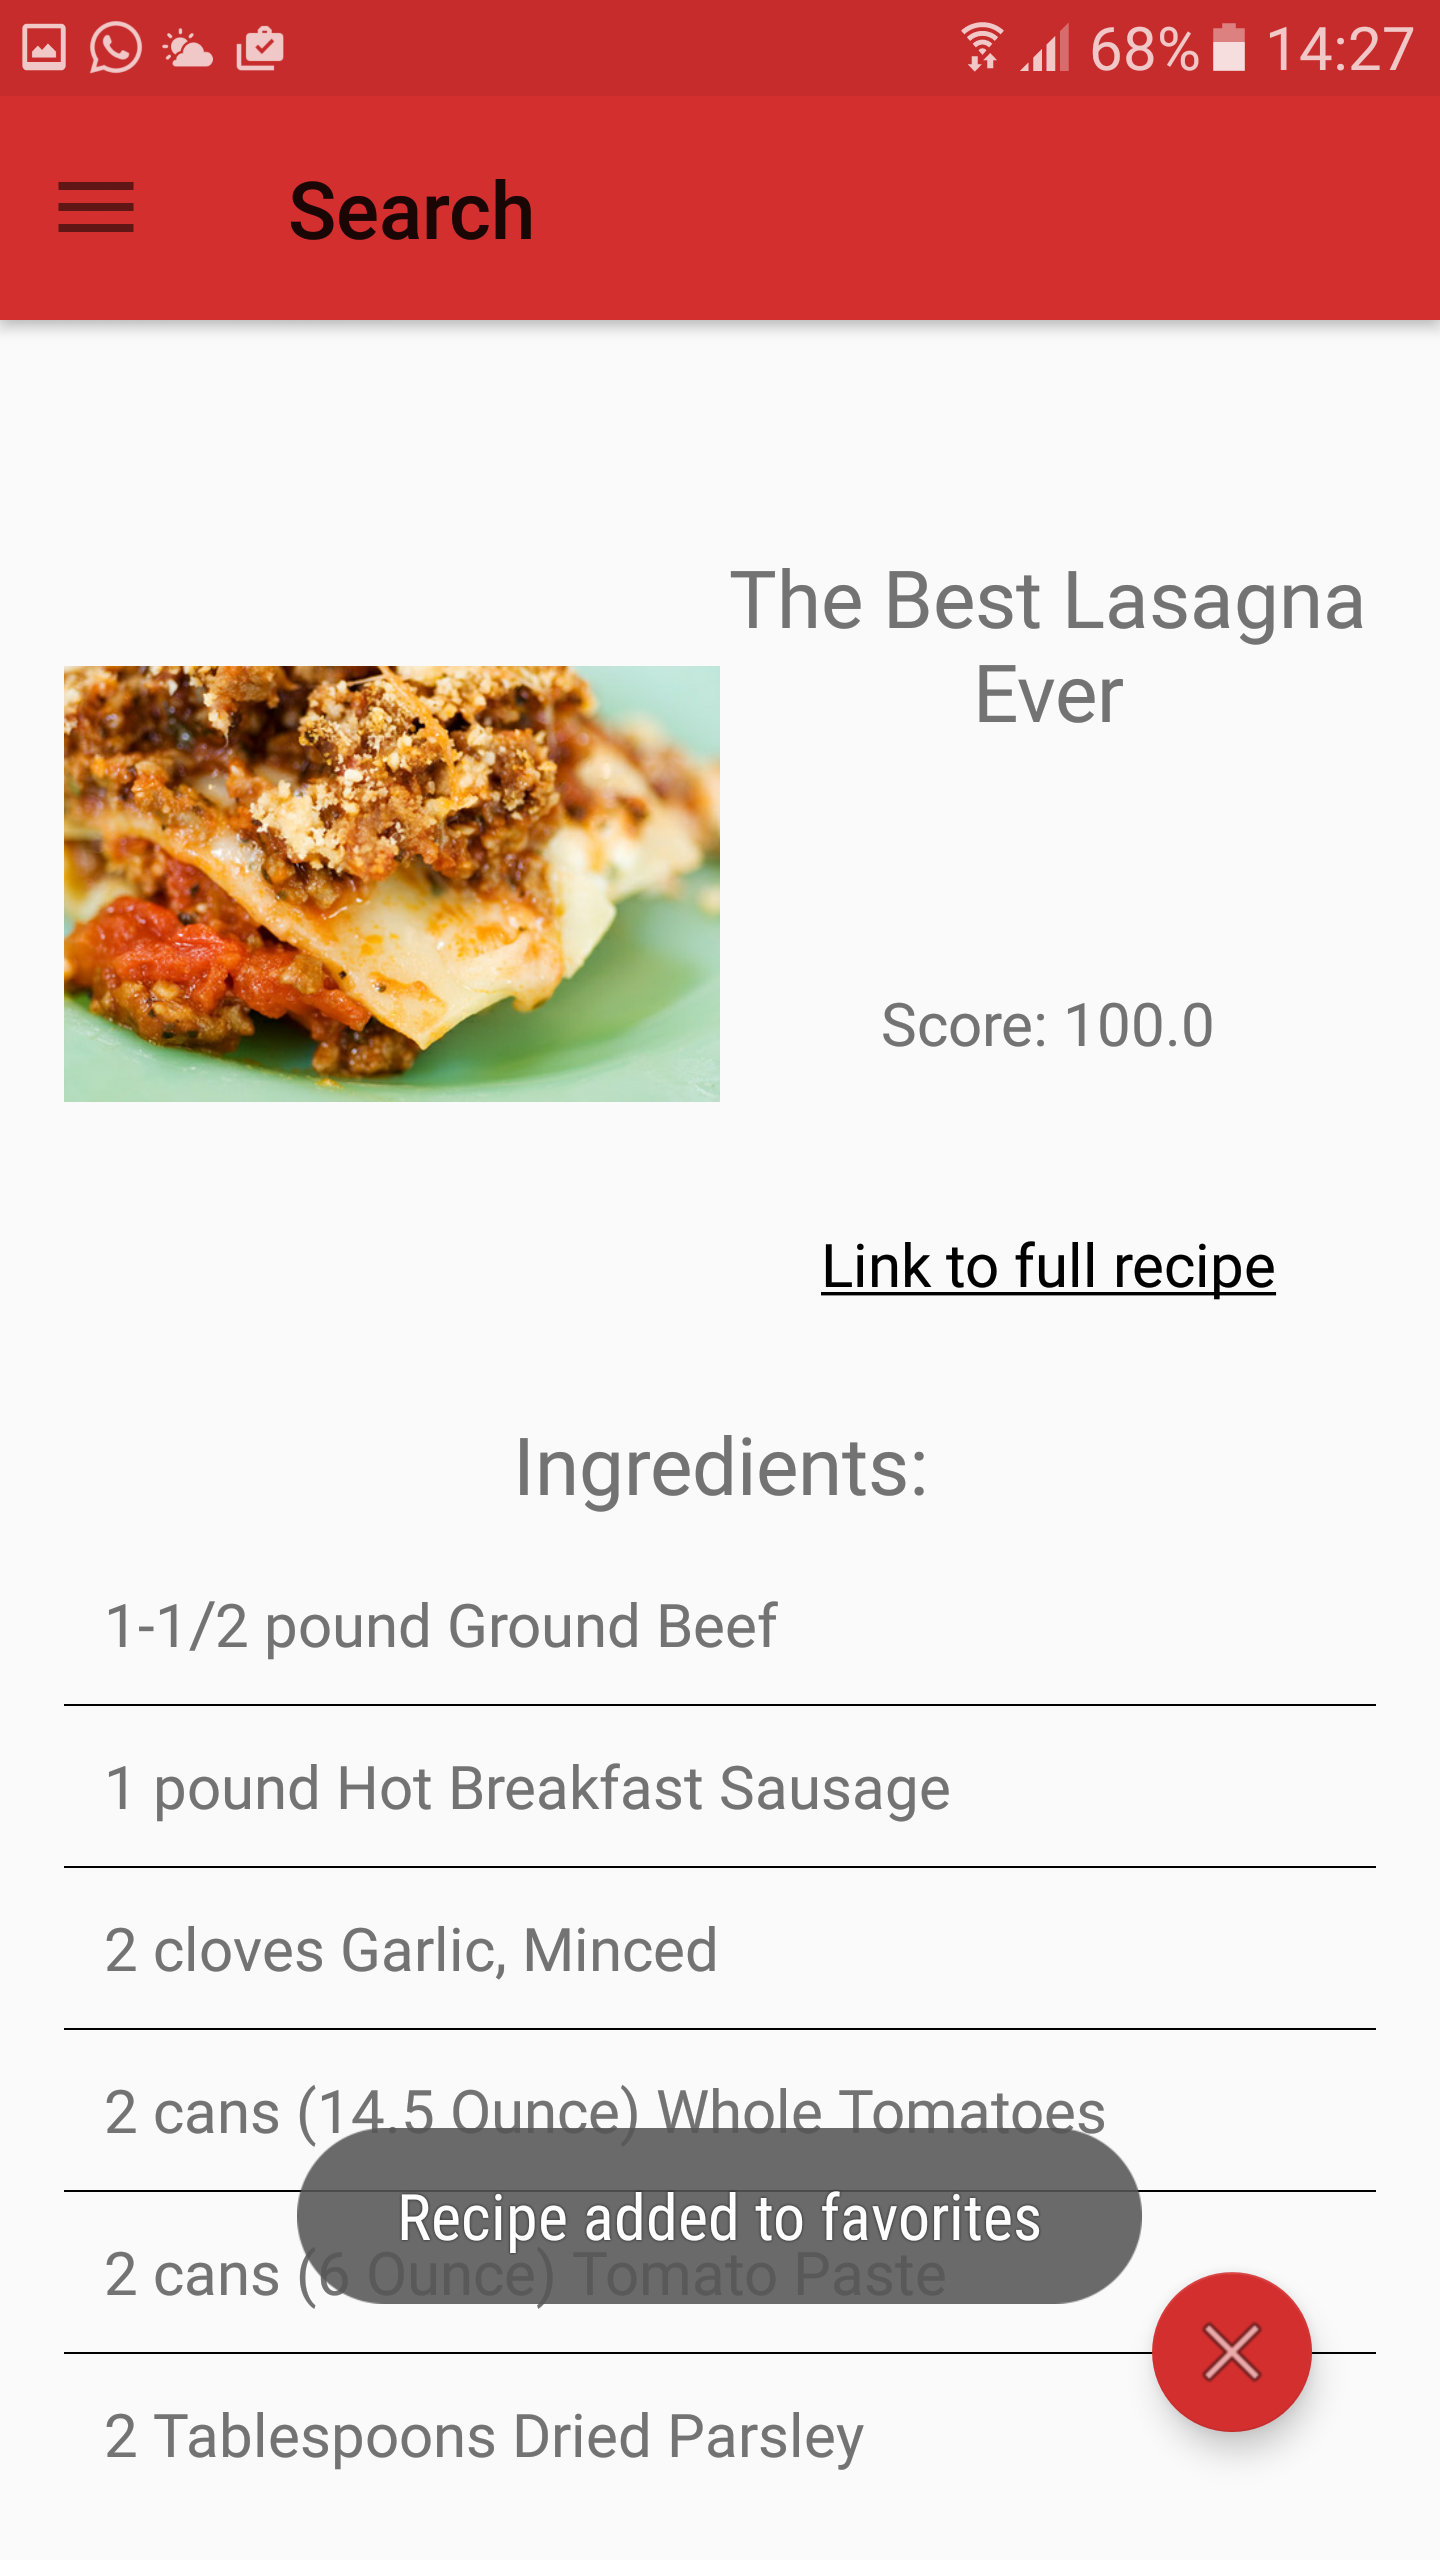 68% 14:27
Search
The Best Lasagna
Ever
Score: 100.0
Link to full recipe
Ingredients:
1-1/2 pound Ground Beef
1 pound Hot Breakfast Sausage
2 cloves Garlic, Minced
2 cans (14.5 Ounce) Whole Tomatoes
Recipe added to favorites
2 cans (6 Ounce) Tomato Paste
2 Tablespoons Dried Parsley